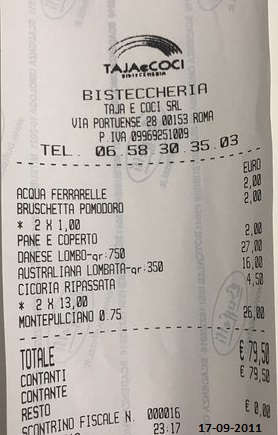 TAJAeCOCI
BISTECCHERIA
BISTECCHERIA
TAJA E COCI SRL
VIA PORTUENSE 28 00153 ROMA
P.IVA 09969251009
TEL. 06.58.30.35.03
EURO
ACQUA FERRARELLE 2,00
BRUSCHETTA POMODORO 2,00
* 2 X 1,00
PANE E COPERTO 2,00
DANESE LOMBO-gr:750 27,00
AUSTRALIANA LOMBATA-gr:350 16,00
CICORIA RIPASSATA 4,50
* 2 X 13,00
MONTEPULCIANO 0.75 26,00
TOTALE € 79,50
CONTANTI € 79,50
CONTANTE
RESTO € 0,00
SCONTRINO FISCALE N. 000016
23:17 17-09-2011